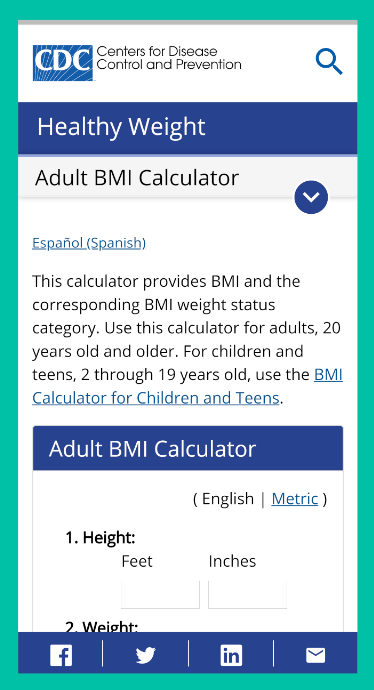 CDC Centers for Disease
Control and Prevention
Healthy Weight
Adult BMI Calculator
Español (Spanish)
This calculator provides BMI and the
corresponding BMI weight status
category. Use this calculator for adults, 20
years old and older. For children and
teens, 2 through 19 years old, use the BMI
Calculator for Children and Teens.
Adult BMI Calculator
( English | Metric )
1. Height:
Feet Inches
2. Weight: